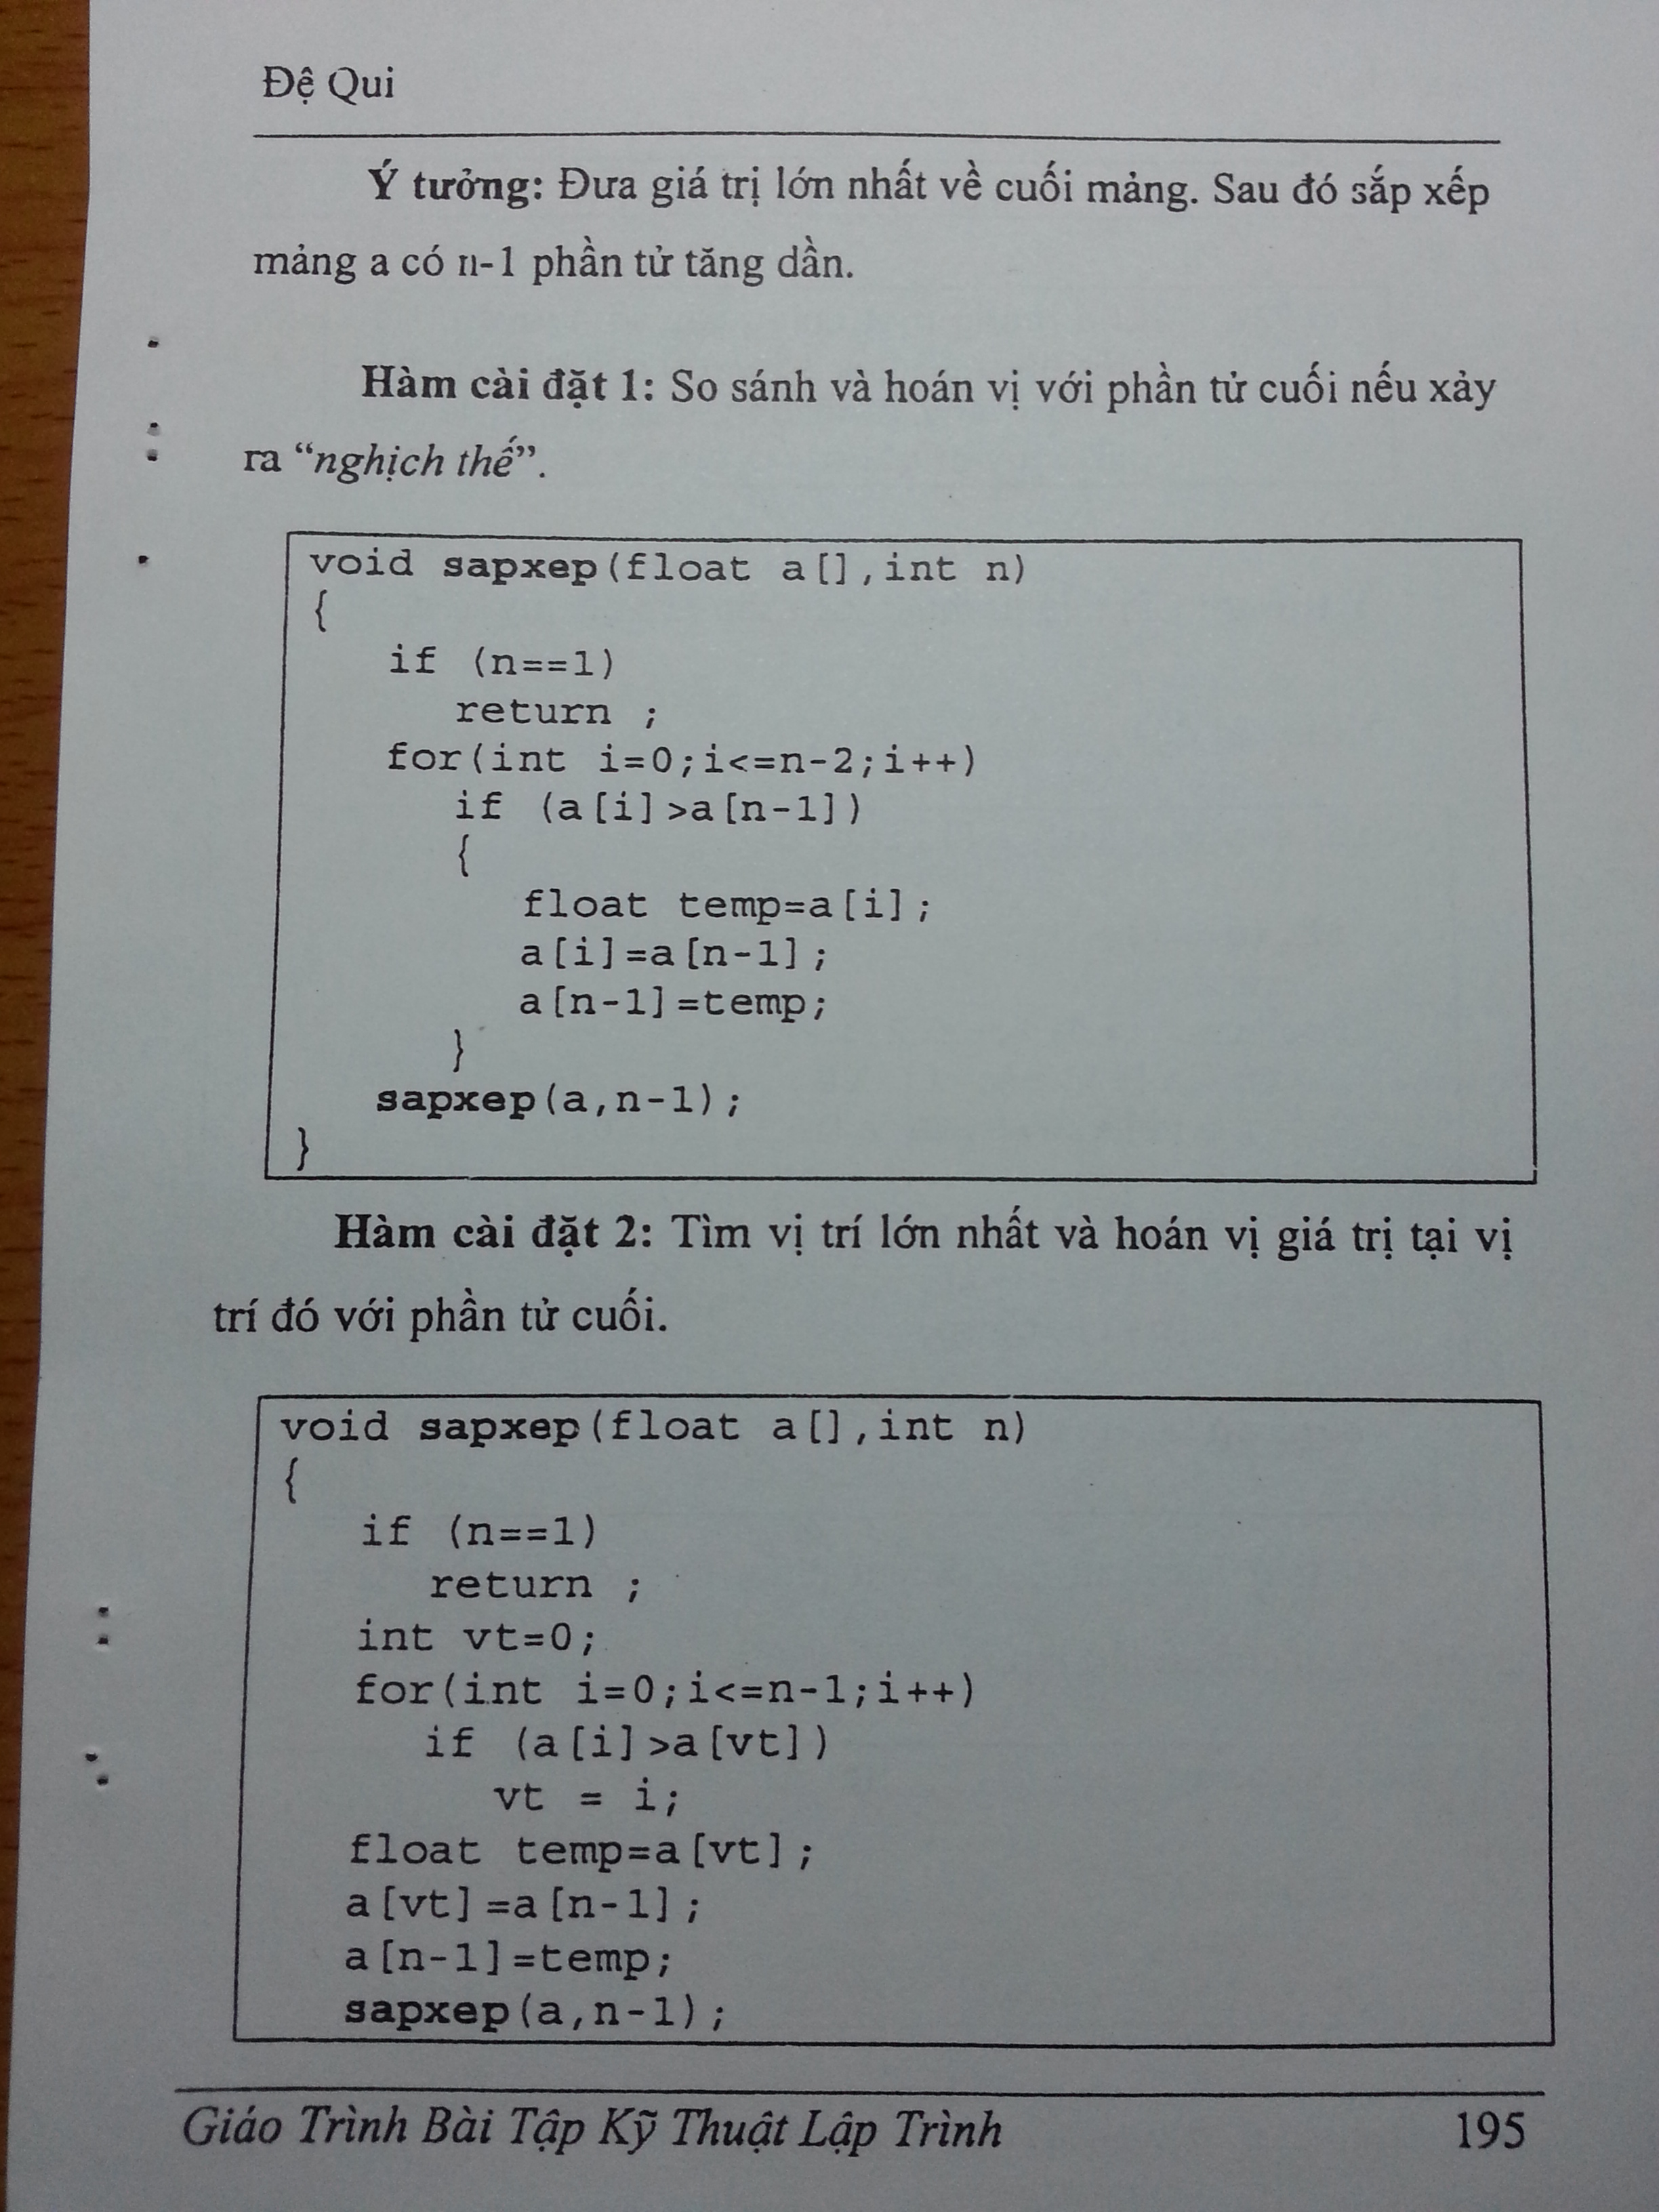 Đệ Qui
Ý tưởng: Đưa giá trị lớn nhất về cuối mảng. Sau đó sắp xếp
mảng a có n-1 phần tử tăng dần.
Hàm cài đặt 1: So sánh và hoán vị với phần tử cuối nếu xảy
ra “nghịch thế”.
void sapxep(float a[],int n)
{
if (n==1)
return ;
for(int i=0;i<=n-2;i++)
if (a[i]>a[n-1])
{
float temp=a[i];
a[i]=a[n-1];
a[n-1]=temp;
}
sapxep(a,n-1);
}
Hàm cài đặt 2: Tìm vị trí lớn nhất và hoán vị giá trị tại vị
trí đó với phần tử cuối.
void sapxep(float a[],int n)
{
if (n==1)
return ;
int vt=0;
for(int i=0;i<=n-1;i++)
if (a[i]>a[vt])
vt = i;
float temp=a[vt];
a[vt]=a[n-1];
a[n-1]=temp;
sapxep(a,n-1);
Giáo Trình Bài Tập Kỹ Thuật Lập Trình 195